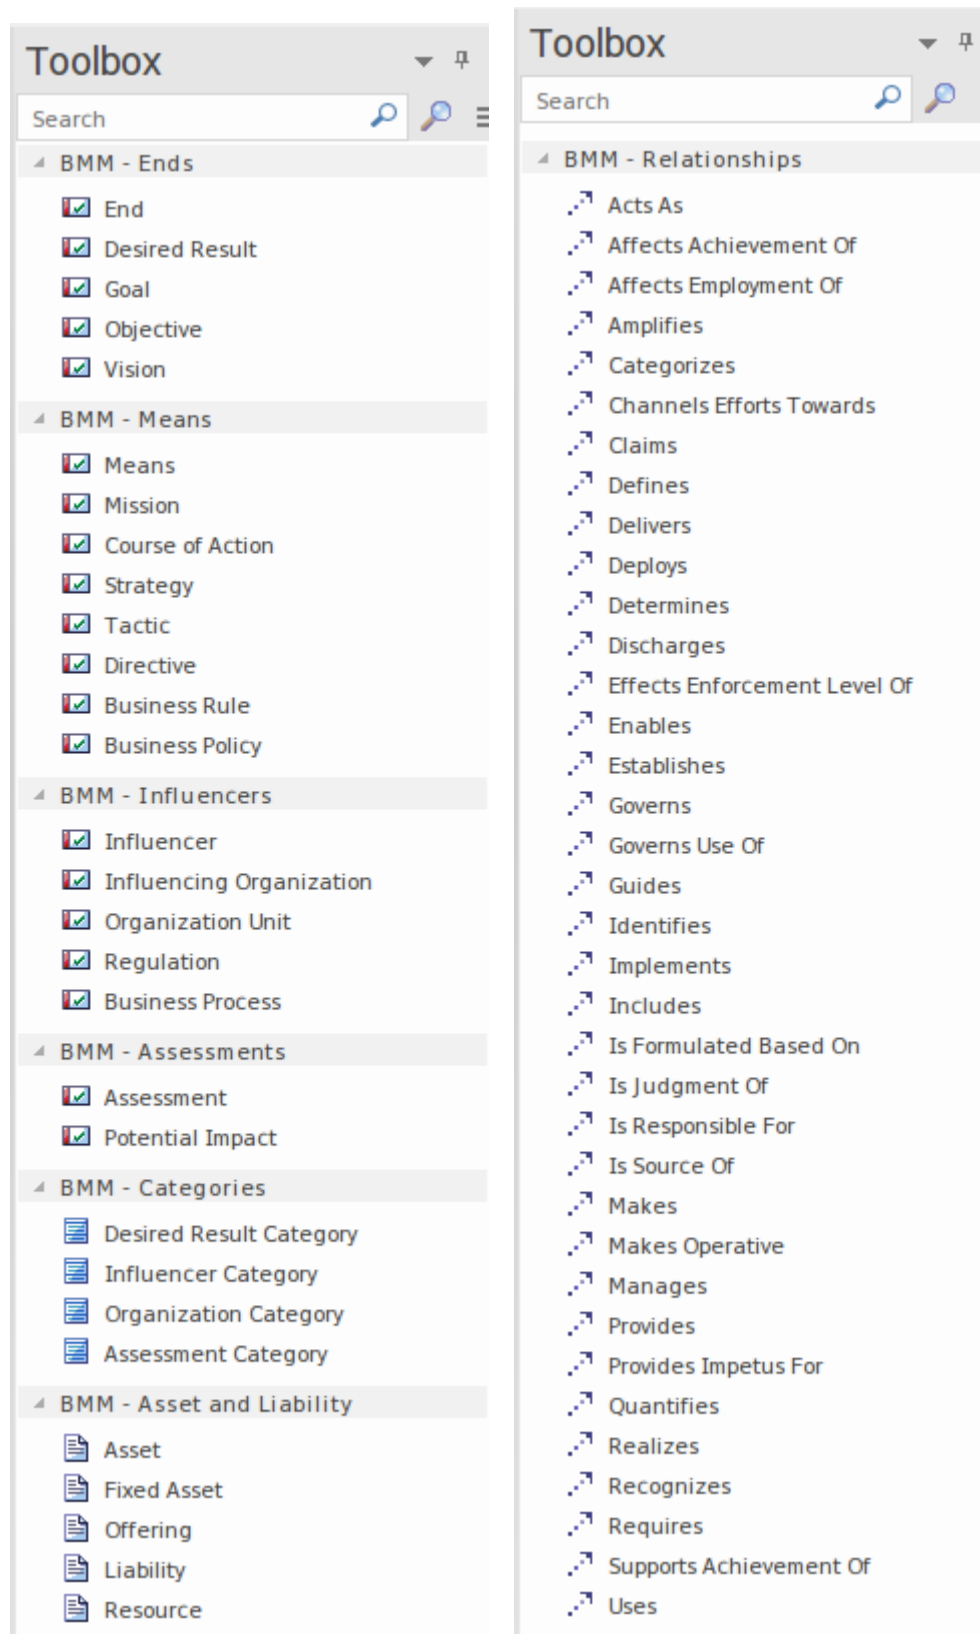 Toolbox
Search
BMM - Ends
End
Desired Result
Goal
Objective
Vision
BMM - Means
Means
Mission
Course of Action
Strategy
Tactic
Directive
Business Rule
Business Policy
BMM - Influencers
Influencer
Influencing Organization
Organization Unit
Regulation
Business Process
BMM - Assessments
Assessment
Potential Impact
BMM - Categories
Desired Result Category
Influencer Category
Organization Category
Assessment Category
BMM - Asset and Liability
Asset
Fixed Asset
Offering
Liability
Resource
Toolbox
Search
BMM - Relationships
Acts As
Affects Achievement Of
Affects Employment Of
Amplifies
Categorizes
Channels Efforts Towards
Claims
Defines
Delivers
Deploys
Determines
Discharges
Effects Enforcement Level Of
Enables
Establishes
Governs
Governs Use Of
Guides
Identifies
Implements
Includes
Is Formulated Based On
Is Judgment Of
Is Responsible For
Is Source Of
Makes
Makes Operative
Manages
Provides
Provides Impetus For
Quantifies
Realizes
Recognizes
Requires
Supports Achievement Of
Uses